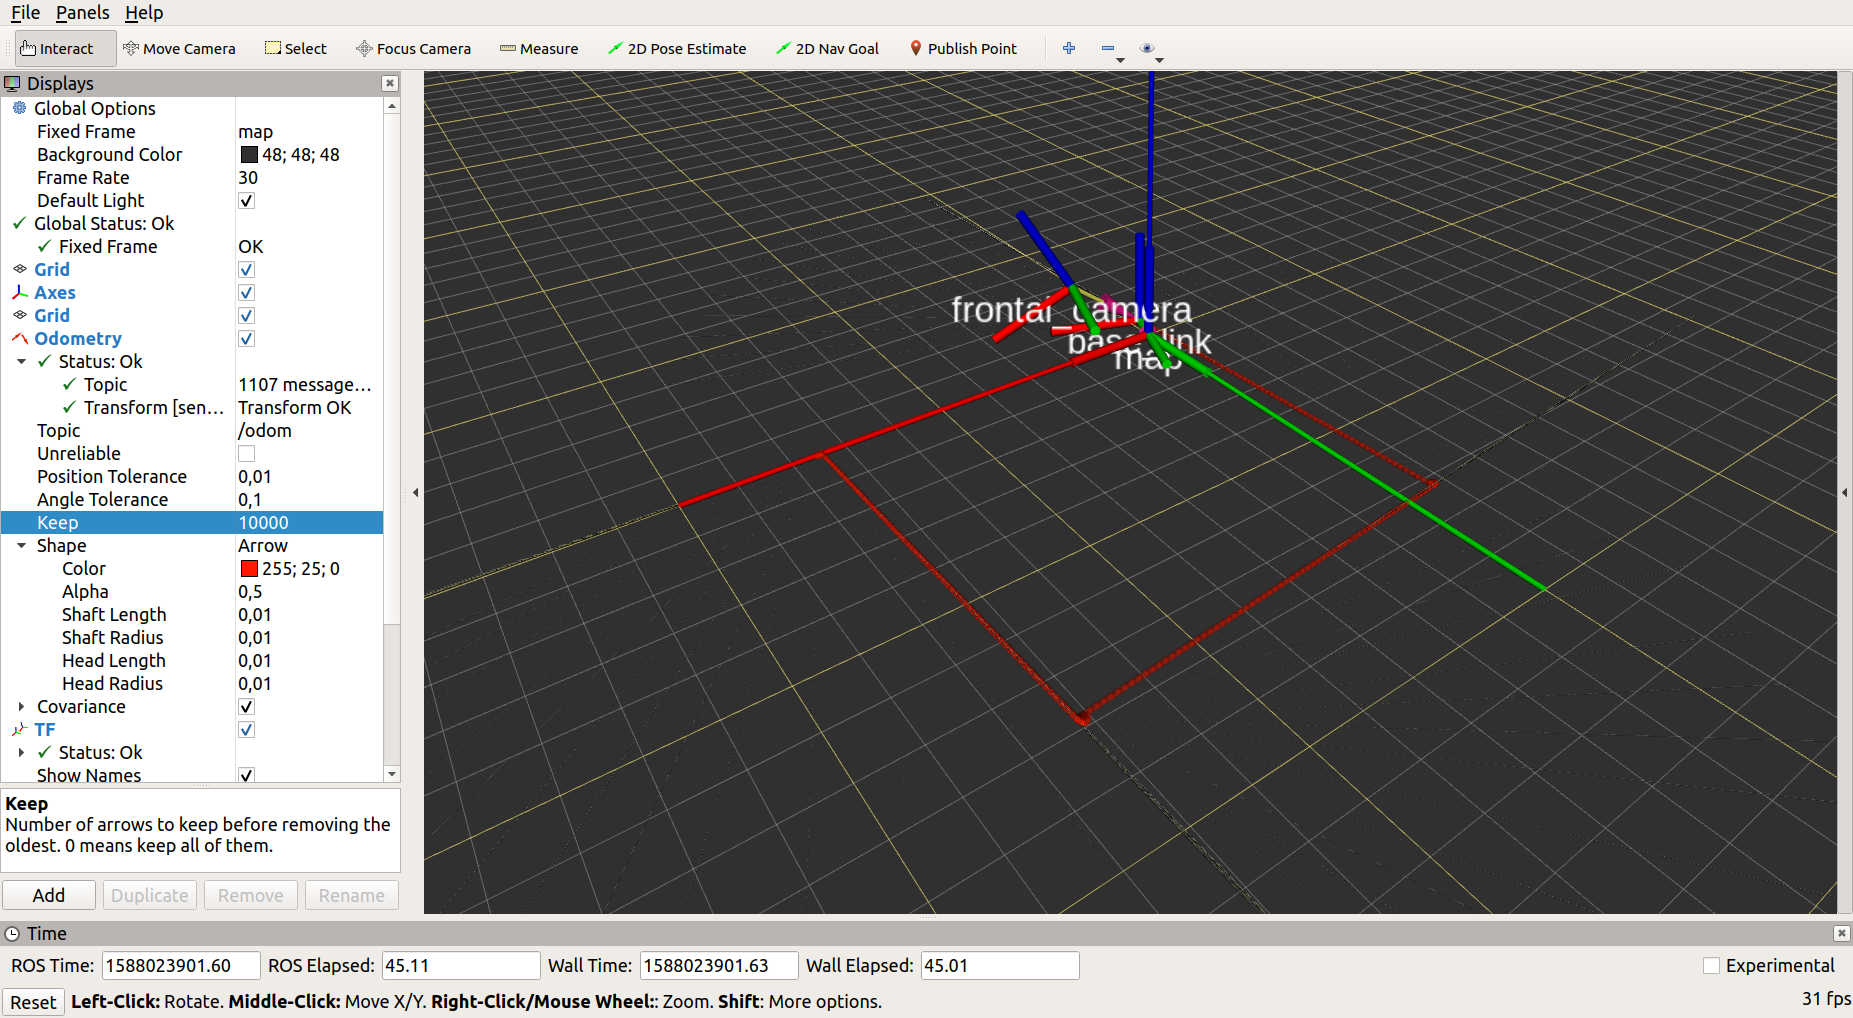 File Panels Help
Interact Move Camera Select Focus Camera Measure 2D Pose Estimate 2D Nav Goal Publish Point
Displays
Global Options
Fixed Frame map
Background Color 48; 48; 48
Frame Rate 30
Default Light
Global Status: Ok
Fixed Frame OK
Grid
Axes
Grid
Odometry
Status: Ok
Topic 1107 message...
Transform [sen... Transform OK
Topic /odom
Unreliable
Position Tolerance 0,01
Angle Tolerance 0,1
Keep 10000
Shape Arrow
Color 255; 25; 0
Alpha 0,5
Shaft Length 0,01
Shaft Radius 0,01
Head Length 0,01
Head Radius 0,01
Covariance
TF
Status: Ok
Show Names
Keep
Number of arrows to keep before removing the
oldest. 0 means keep all of them.
Add Duplicate Remove Rename
frontal_camera
base_link
map
Time
ROS Time: 1588023901.60 ROS Elapsed: 45.11 Wall Time: 1588023901.63 Wall Elapsed: 45.01 Experimental
Reset Left-Click: Rotate. Middle-Click: Move X/Y. Right-Click/Mouse Wheel:: Zoom. Shift: More options. 31 fps